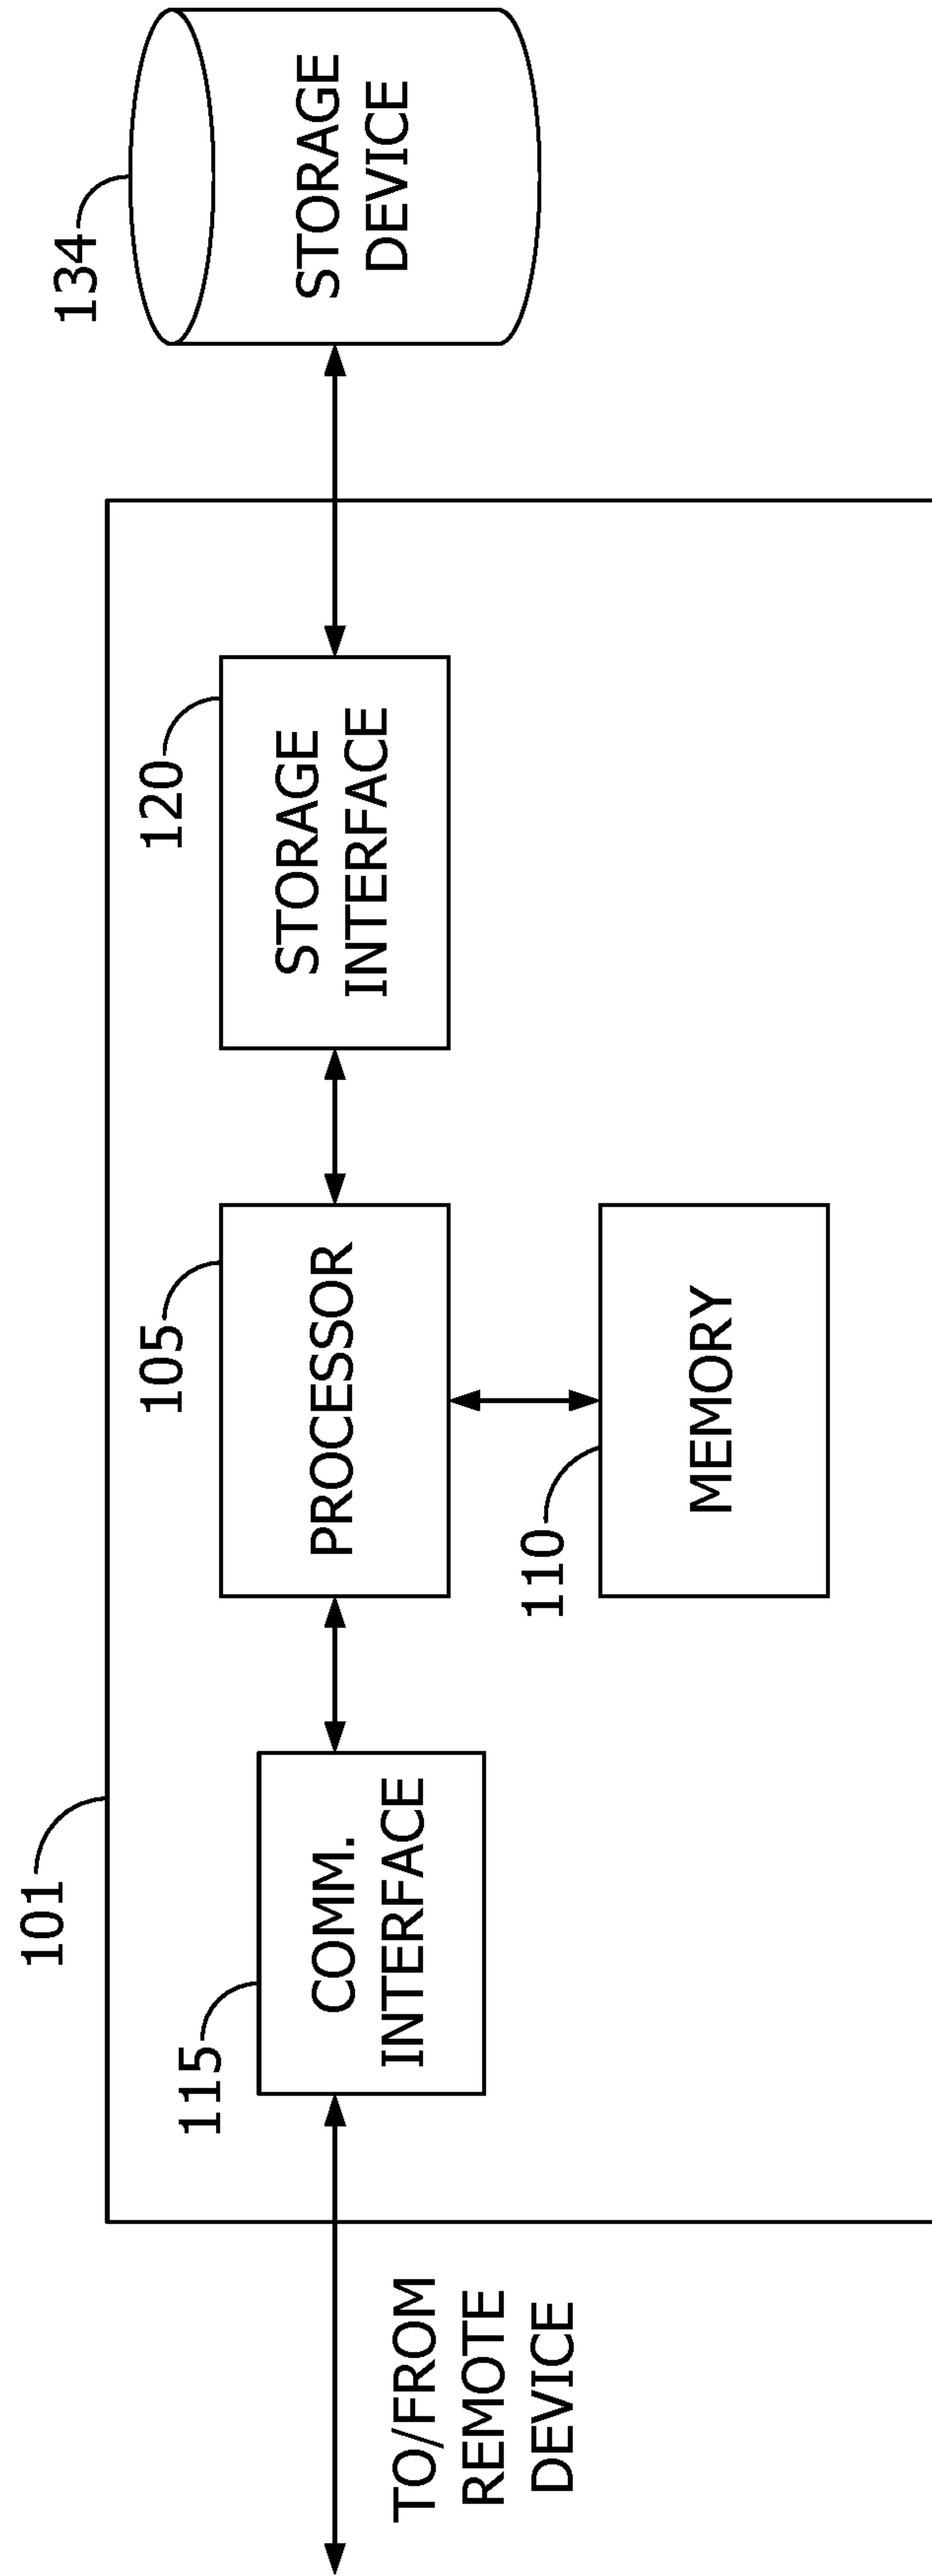 101
115
COMM.
INTERFACE
TO/FROM
REMOTE
DEVICE
105
PROCESSOR
110
MEMORY
120
STORAGE
INTERFACE
134
STORAGE
DEVICE